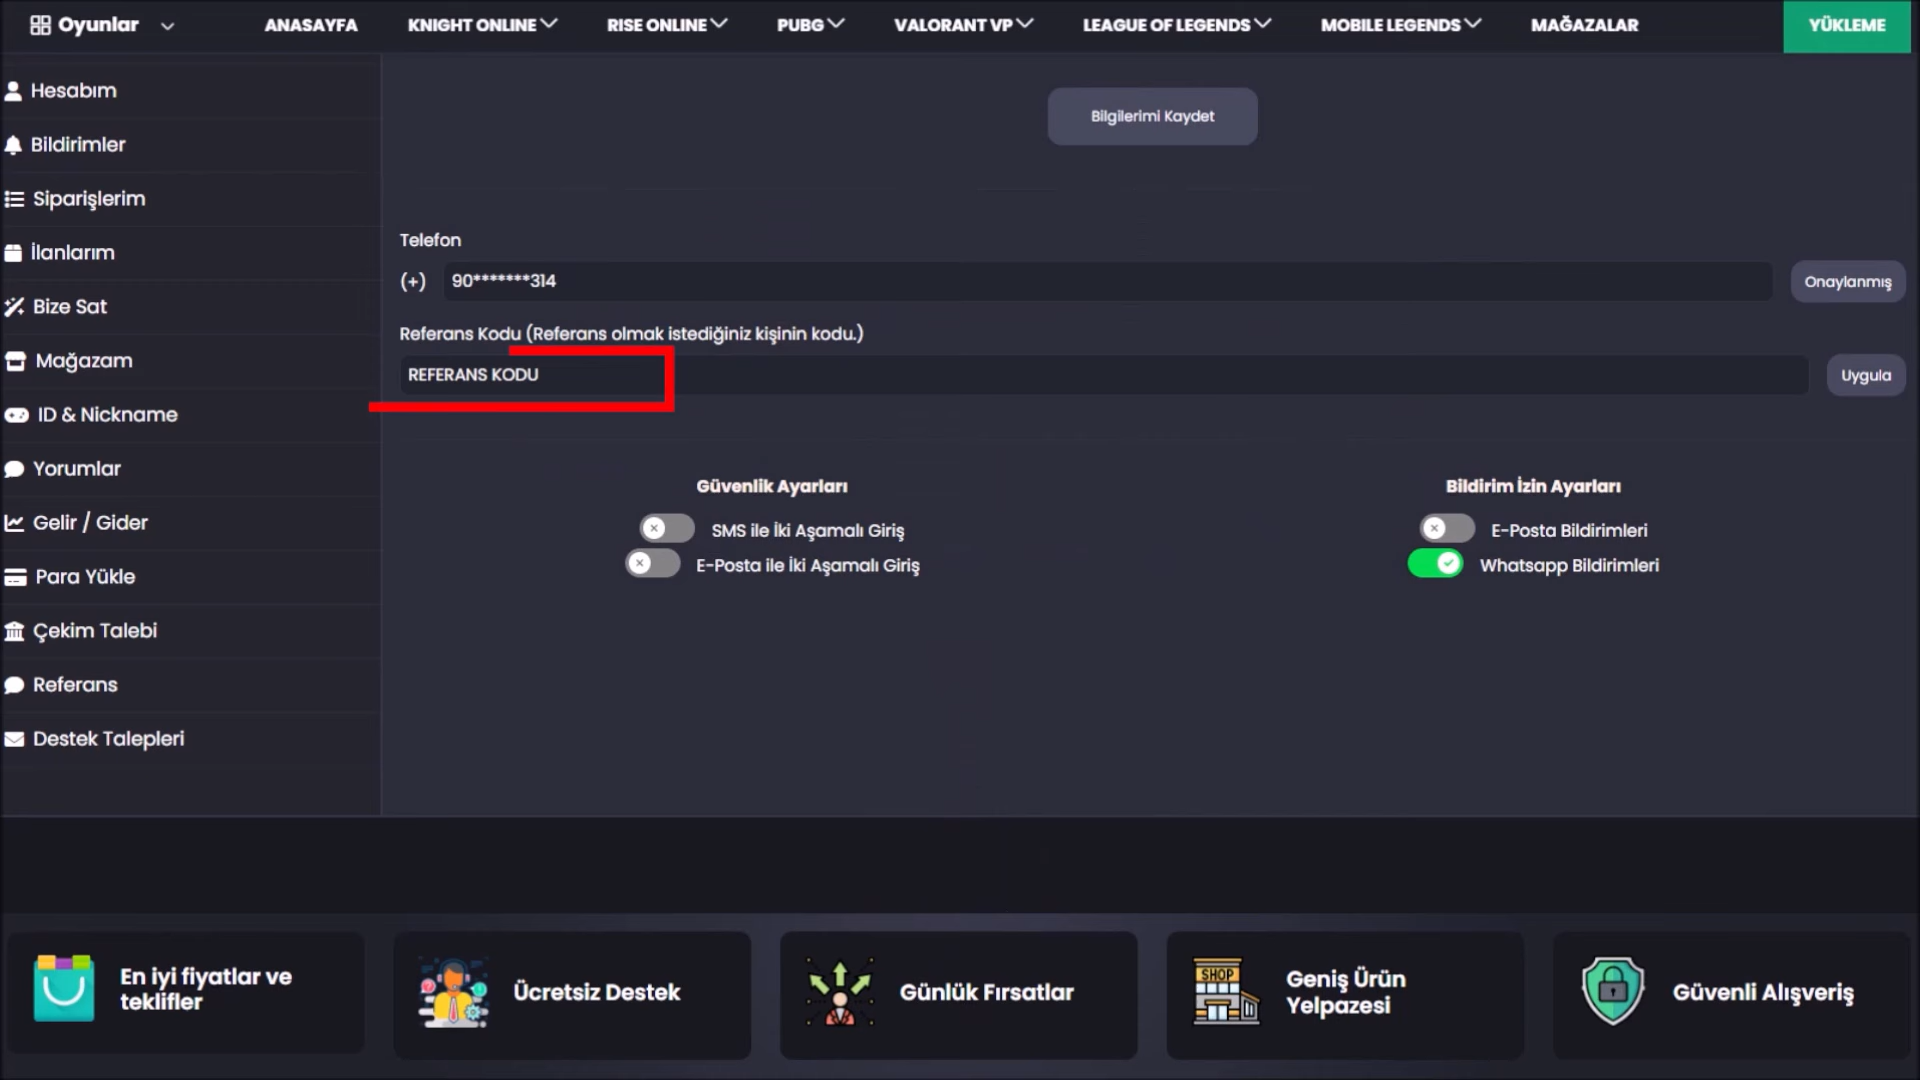 Oyunlar
ANASAYFA
KNIGHT ONLINE
RISE ONLINE
PUBG
VALORANT VP
LEAGUE OF LEGENDS
MOBILE LEGENDS
MAĞAZALAR
YÜKLEME
Hesabım
Bildirimler
Siparişlerim
İlanlarım
Bize Sat
Mağazam
ID & Nickname
Yorumlar
Gelir / Gider
Para Yükle
Çekim Talebi
Referans
Destek Talepleri
Bilgilerimi Kaydet
Telefon
(+) 90*******314
Onaylanmış
Referans Kodu (Referans olmak istediğiniz kişinin kodu.)
REFERANS KODU
Uygula
Güvenlik Ayarları
SMS ile İki Aşamalı Giriş
E-Posta ile İki Aşamalı Giriş
Bildirim İzin Ayarları
E-Posta Bildirimleri
Whatsapp Bildirimleri
En iyi fiyatlar ve
teklifler
Ücretsiz Destek
Günlük Fırsatlar
SHOP
Geniş Ürün
Yelpazesi
Güvenli Alışveriş